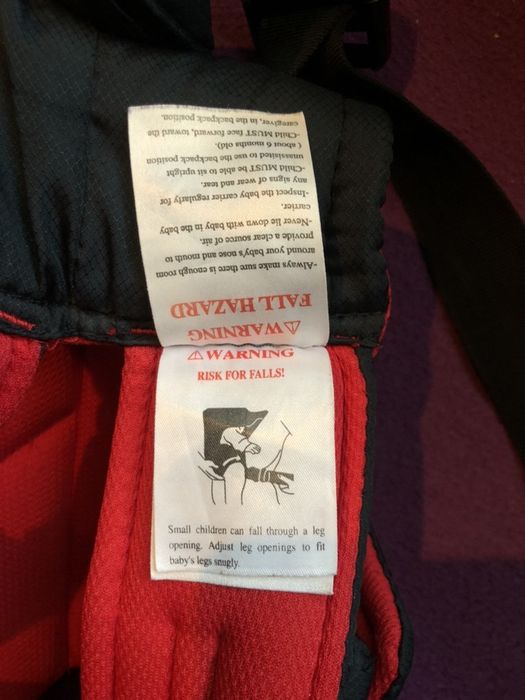 ⚠WARNING
FALL HAZARD
-Always make sure there is enough room
around your baby's nose and mouth to
provide a clear source of air.
-Never lie down with baby in the baby
carrier.
-Inspect the baby carrier regularly for
any signs of wear and tear.
-Child MUST be able to sit upright
unassisited to use the backpack position
( about 6 months old).
-Child MUST face forward, toward the
caregiver, in the backpack position.
⚠WARNING
RISK FOR FALLS!
Small children can fall through a leg
opening. Adjust leg openings to fit
baby's legs snugly.